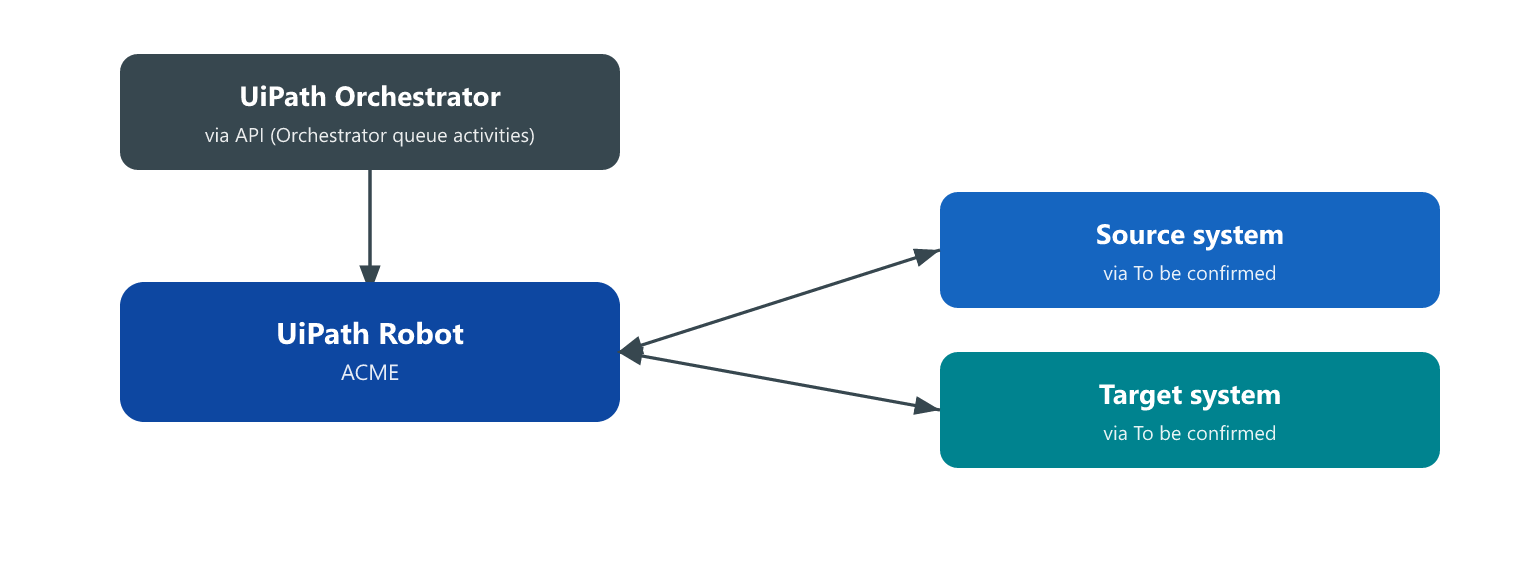 UiPath Orchestrator
via API (Orchestrator queue activities)
UiPath Robot
ACME
Source system
via To be confirmed
Target system
via To be confirmed